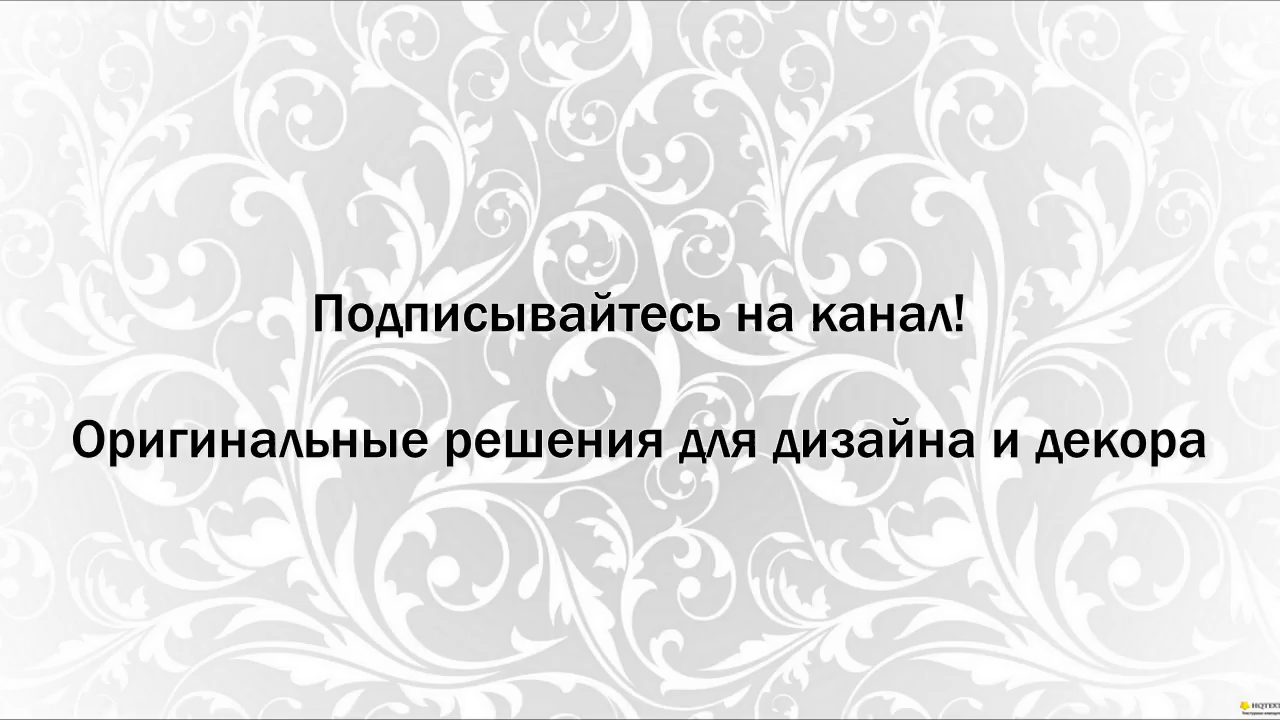 Подписывайтесь на канал!
Оригинальные решения для дизайна и декора